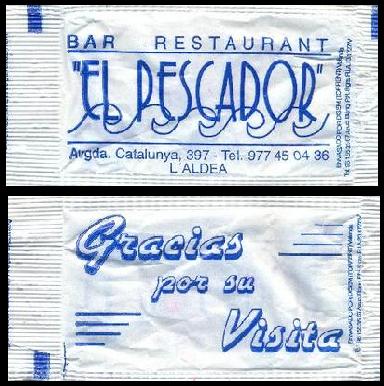 BAR RESTAURANT
"EL PESCADOR"
Avgda. Catalunya, 397 - Tel. 977 45 04 36
L'ALDEA
Gracias
por su
Visita